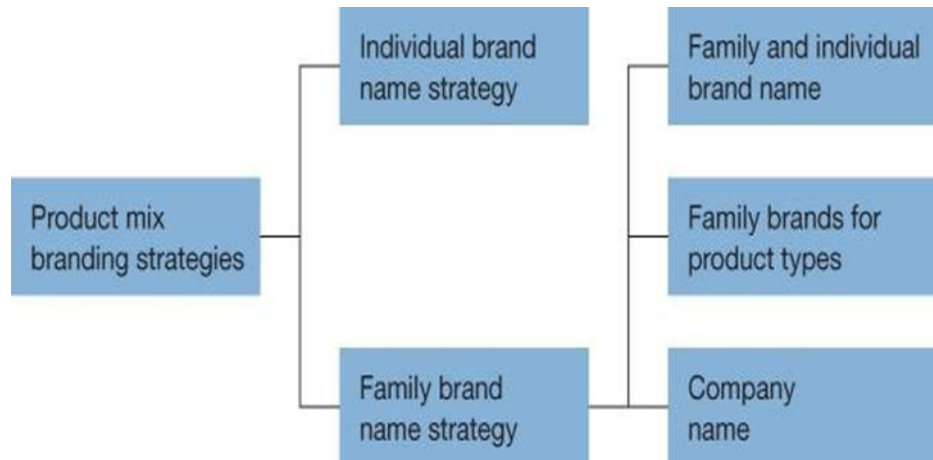 Individual brand
name strategy
Family and individual
brand name
Product mix
branding strategies
Family brands for
product types
Family brand
name strategy
Company
name